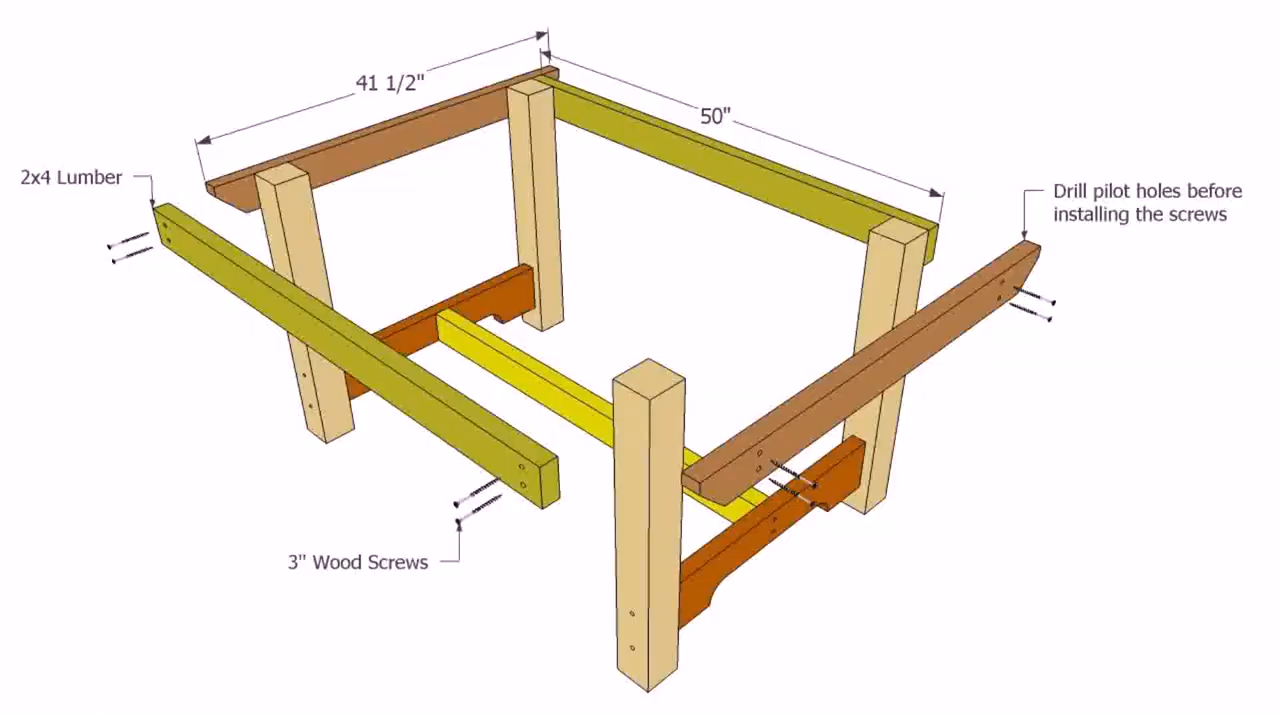 41 1/2"
50"
2x4 Lumber
Drill pilot holes before
installing the screws
3" Wood Screws